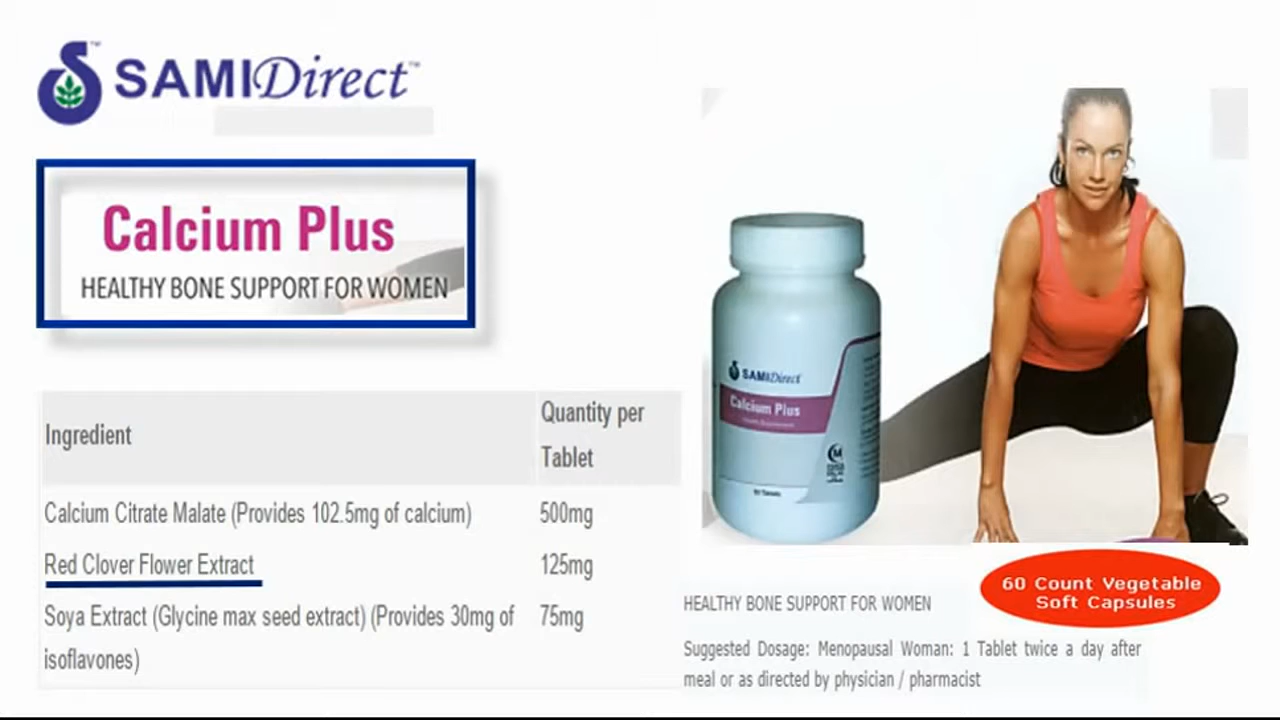 SAMIDirect™
Calcium Plus
HEALTHY BONE SUPPORT FOR WOMEN
Ingredient
Quantity per
Tablet
Calcium Citrate Malate (Provides 102.5mg of calcium)
500mg
Red Clover Flower Extract
125mg
Soya Extract (Glycine max seed extract) (Provides 30mg of
isoflavones)
75mg
SAMIDirect
Calcium Plus
60 Count Vegetable
Soft Capsules
HEALTHY BONE SUPPORT FOR WOMEN
Suggested Dosage: Menopausal Woman: 1 Tablet twice a day after
meal or as directed by physician / pharmacist